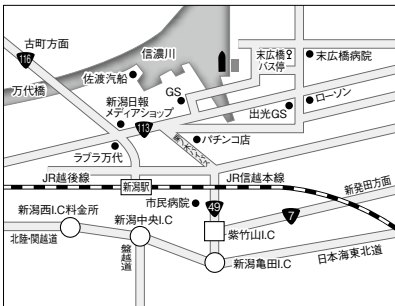 古町方面
116
信濃川
末広橋
バス停
末広橋病院
佐渡汽船
万代橋
GS
新潟日報
メディアショップ
113
出光GS
ローソン
パチンコ店
ラブラ万代
JR越後線
新潟駅
JR信越本線
新発田方面
市民病院
49
7
新潟西I.C料金所
新潟中央I.C
紫竹山I.C
北陸・関越道
磐越道
新潟亀田I.C
日本海東北道